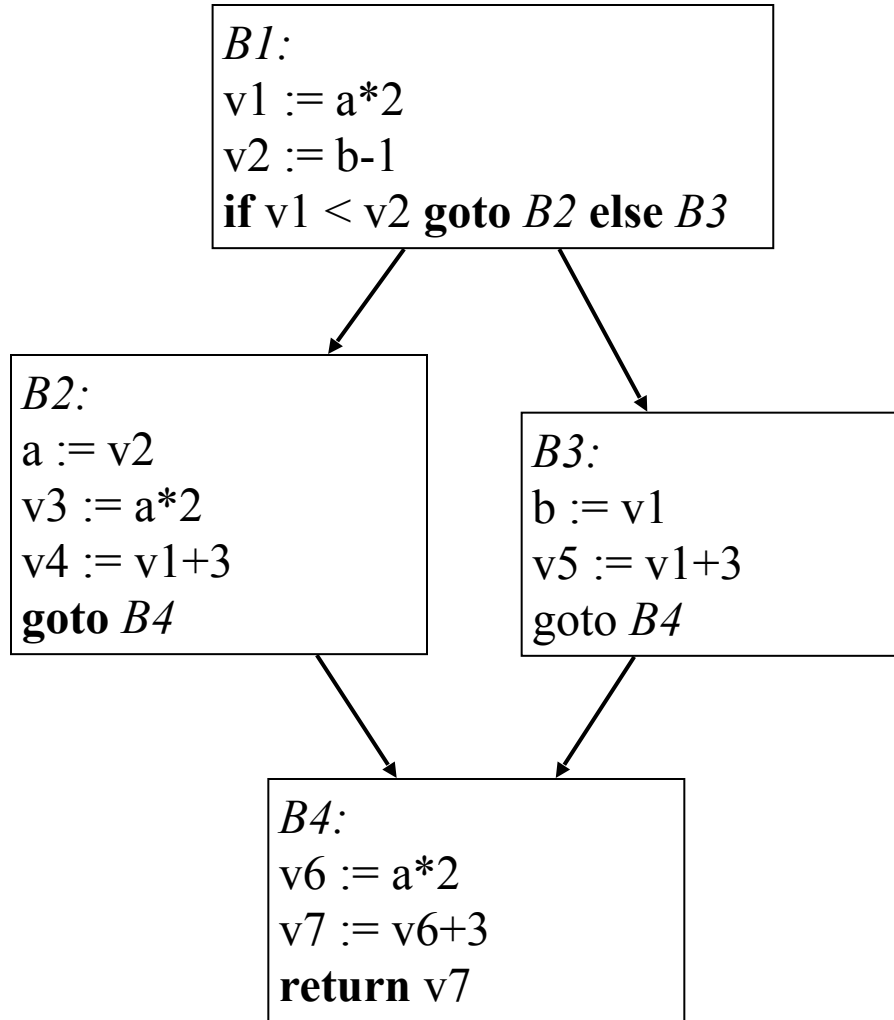 B1:
v1 := a*2
v2 := b-1
if v1 < v2 goto B2 else B3
B2:
a := v2
v3 := a*2
v4 := v1+3
goto B4
B3:
b := v1
v5 := v1+3
goto B4
B4:
v6 := a*2
v7 := v6+3
return v7